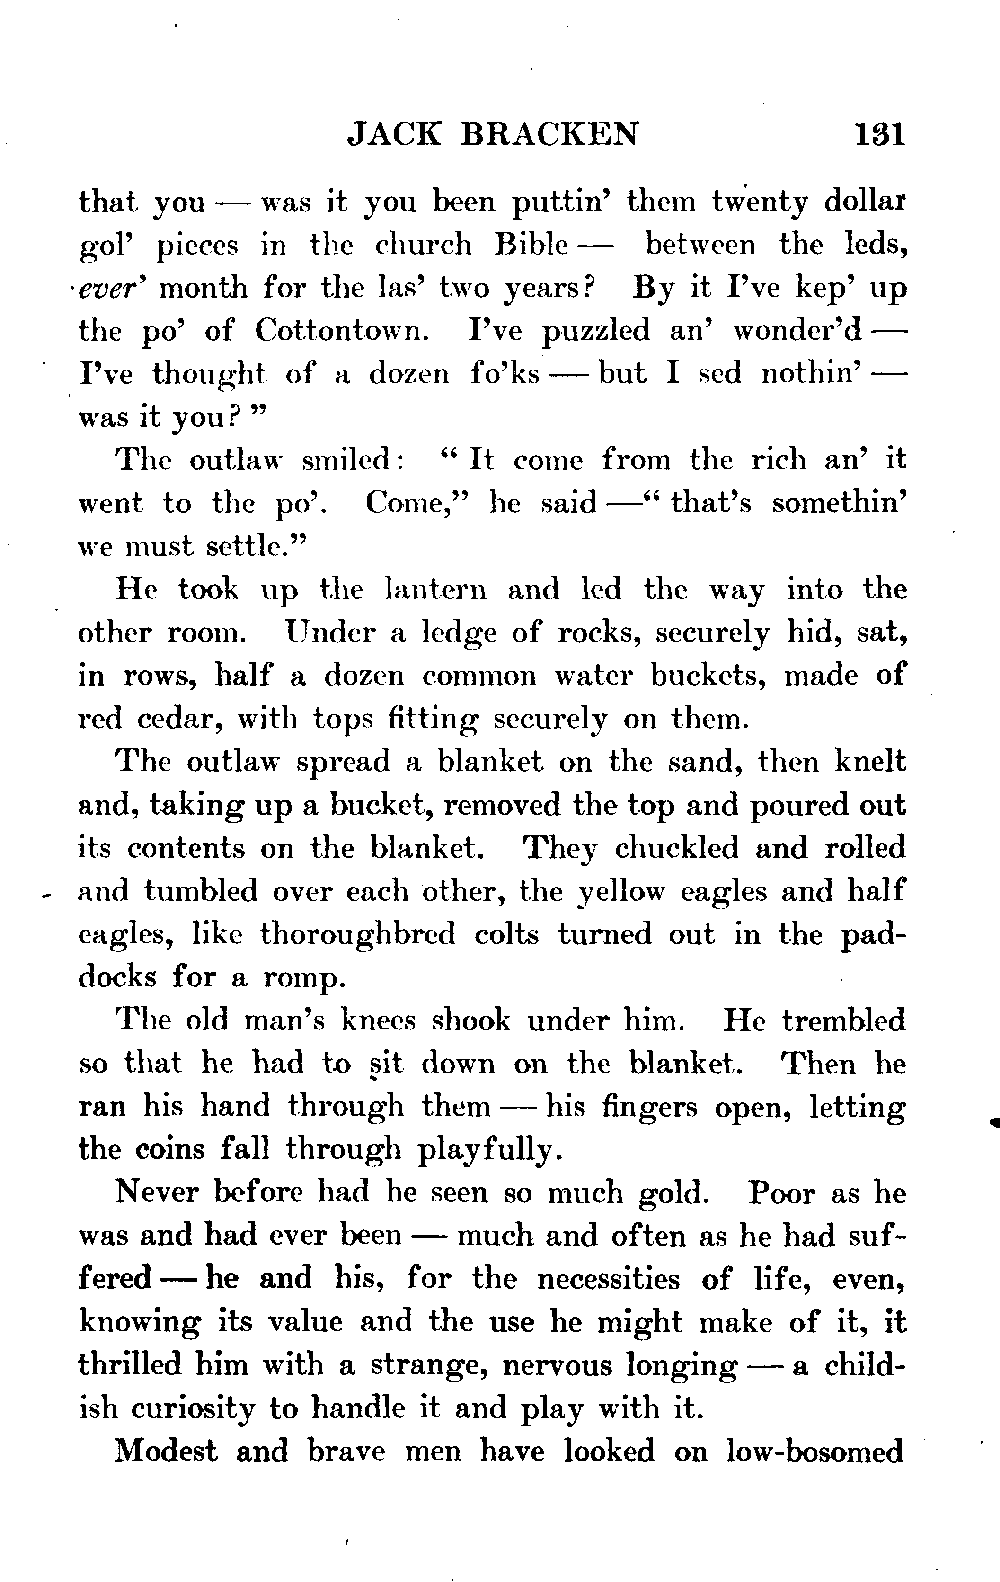 JACK BRACKEN 131
that you — was it you been puttin’ them twenty dollar
gol’ pieces in the church Bible — between the leds,
ever’ month for the las’ two years? By it I’ve kep’ up
the po’ of Cottontown. I’ve puzzled an’ wonder’d —
I’ve thought of a dozen fo’ks — but I sed nothin’ —
was it you? ”
The outlaw smiled: “ It come from the rich an’ it
went to the po’. Come,” he said —“ that’s somethin’
we must settle.”
He took up the lantern and led the way into the
other room. Under a ledge of rocks, securely hid, sat,
in rows, half a dozen common water buckets, made of
red cedar, with tops fitting securely on them.
The outlaw spread a blanket on the sand, then knelt
and, taking up a bucket, removed the top and poured out
its contents on the blanket. They chuckled and rolled
and tumbled over each other, the yellow eagles and half
eagles, like thoroughbred colts turned out in the pad-
docks for a romp.
The old man’s knees shook under him. He trembled
so that he had to sit down on the blanket. Then he
ran his hand through them — his fingers open, letting
the coins fall through playfully.
Never before had he seen so much gold. Poor as he
was and had ever been — much and often as he had suf-
fered — he and his, for the necessities of life, even,
knowing its value and the use he might make of it, it
thrilled him with a strange, nervous longing — a child-
ish curiosity to handle it and play with it.
Modest and brave men have looked on low-bosomed